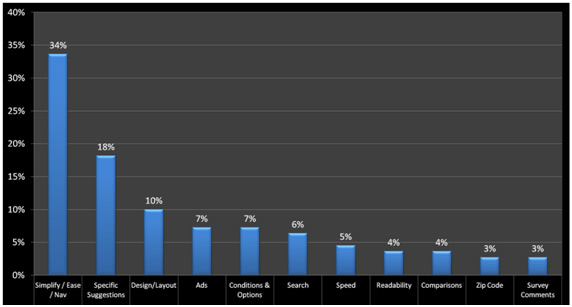 40%
35%
30%
25%
20%
15%
10%
5%
0%
34%
18%
10%
7%
7%
6%
5%
4%
4%
3%
3%
Simplify / Ease
/ Nav
Specific
Suggestions
Design/Layout
Ads
Conditions &
Options
Search
Speed
Readability
Comparisons
Zip Code
Survey
Comments